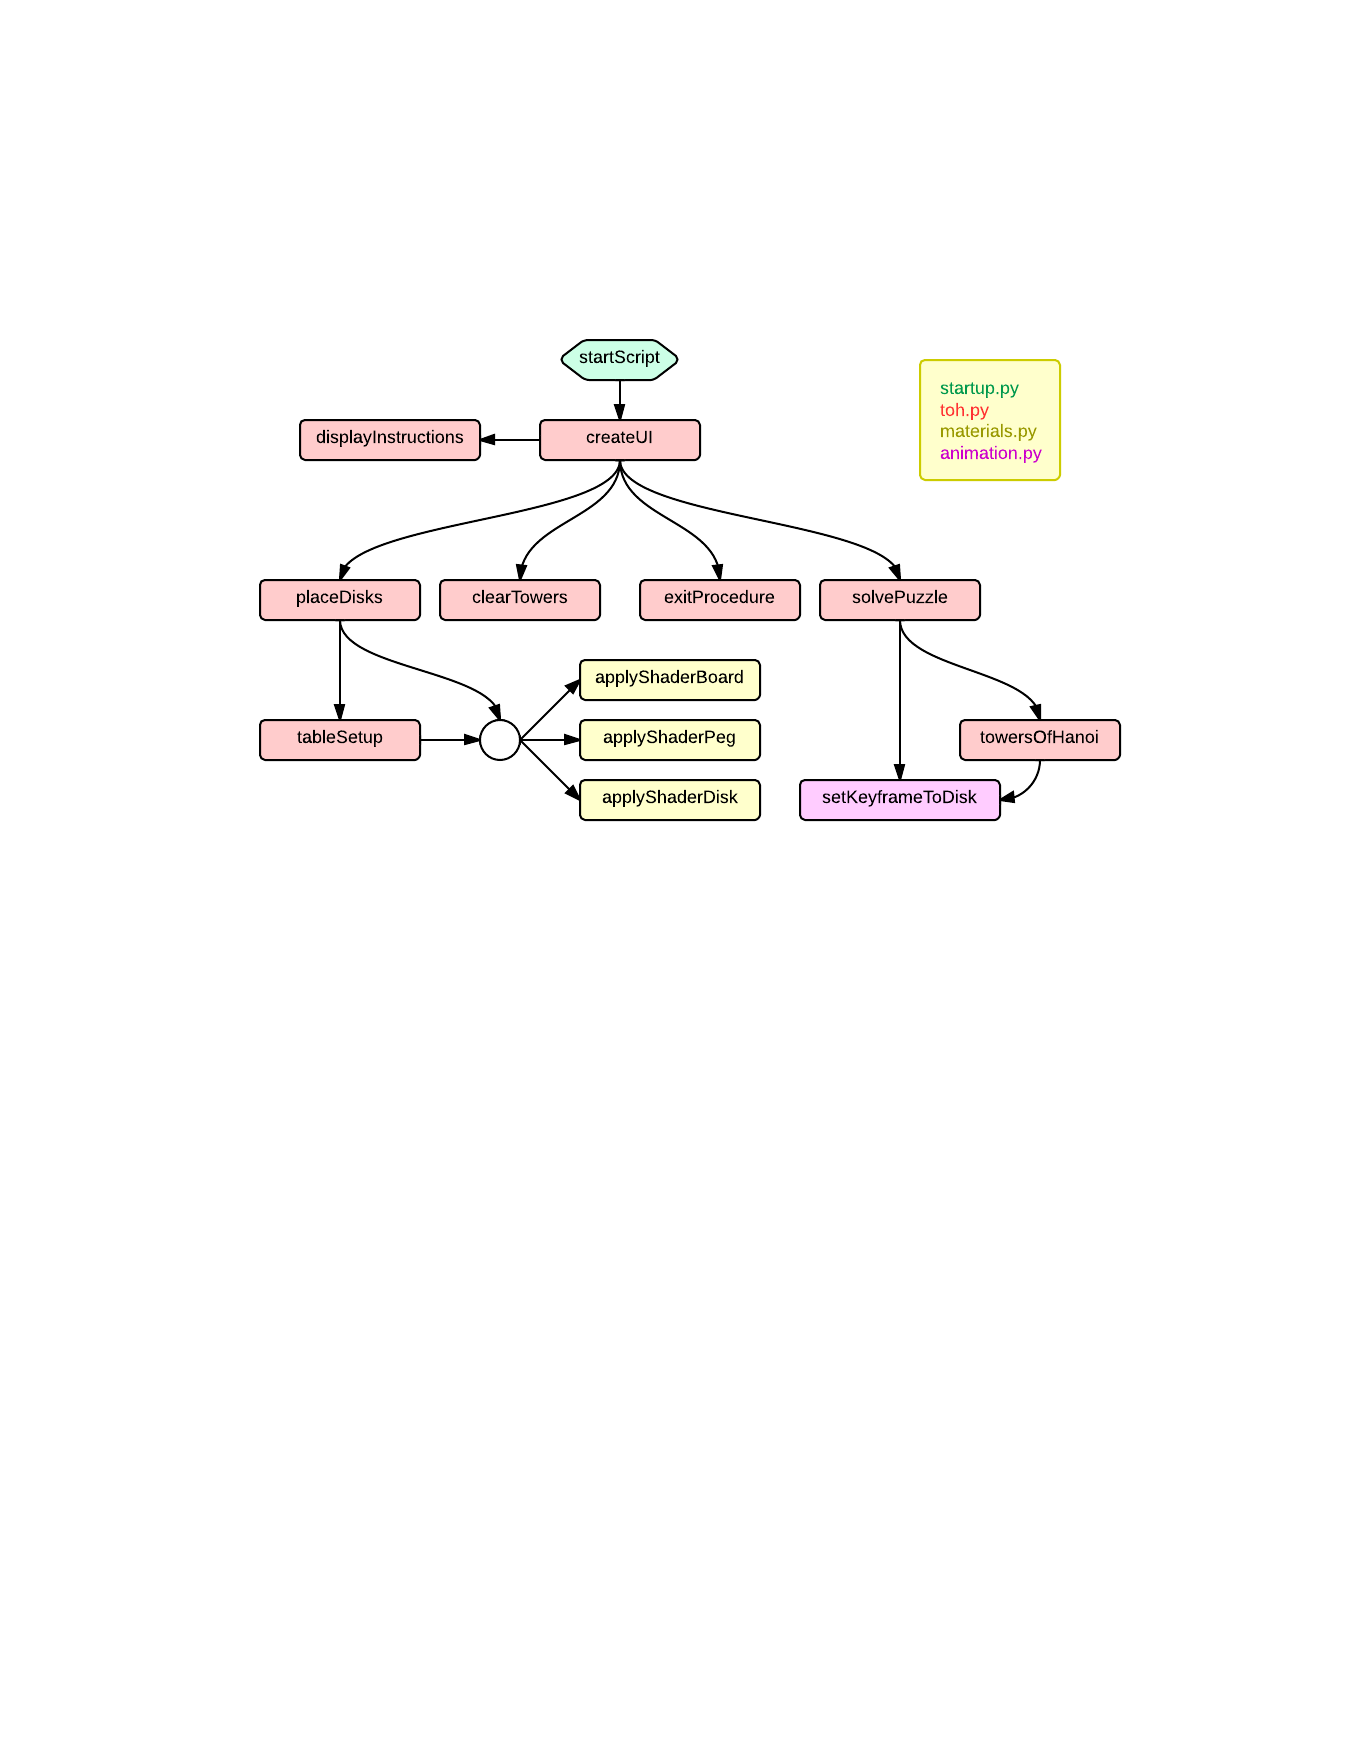 startScript
startup.py
toh.py
materials.py
animation.py
displayInstructions
createUI
placeDisks
clearTowers
exitProcedure
solvePuzzle
applyShaderBoard
tableSetup
applyShaderPeg
towersOfHanoi
applyShaderDisk
setKeyframeToDisk